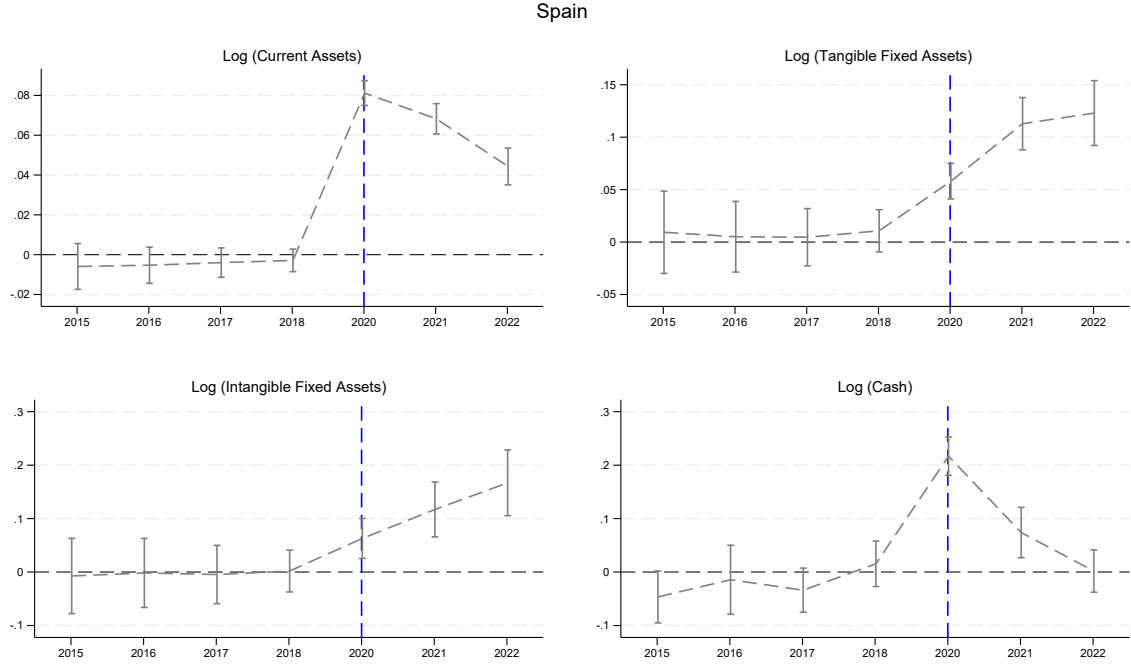 Spain
Log (Current Assets)
.08
.06
.04
.02
0
-.02
2015 2016 2017 2018 2020 2021 2022
Log (Tangible Fixed Assets)
.15
.1
.05
0
-.05
2015 2016 2017 2018 2020 2021 2022
Log (Intangible Fixed Assets)
.3
.2
.1
0
-.1
2015 2016 2017 2018 2020 2021 2022
Log (Cash)
.3
.2
.1
0
-.1
2015 2016 2017 2018 2020 2021 2022